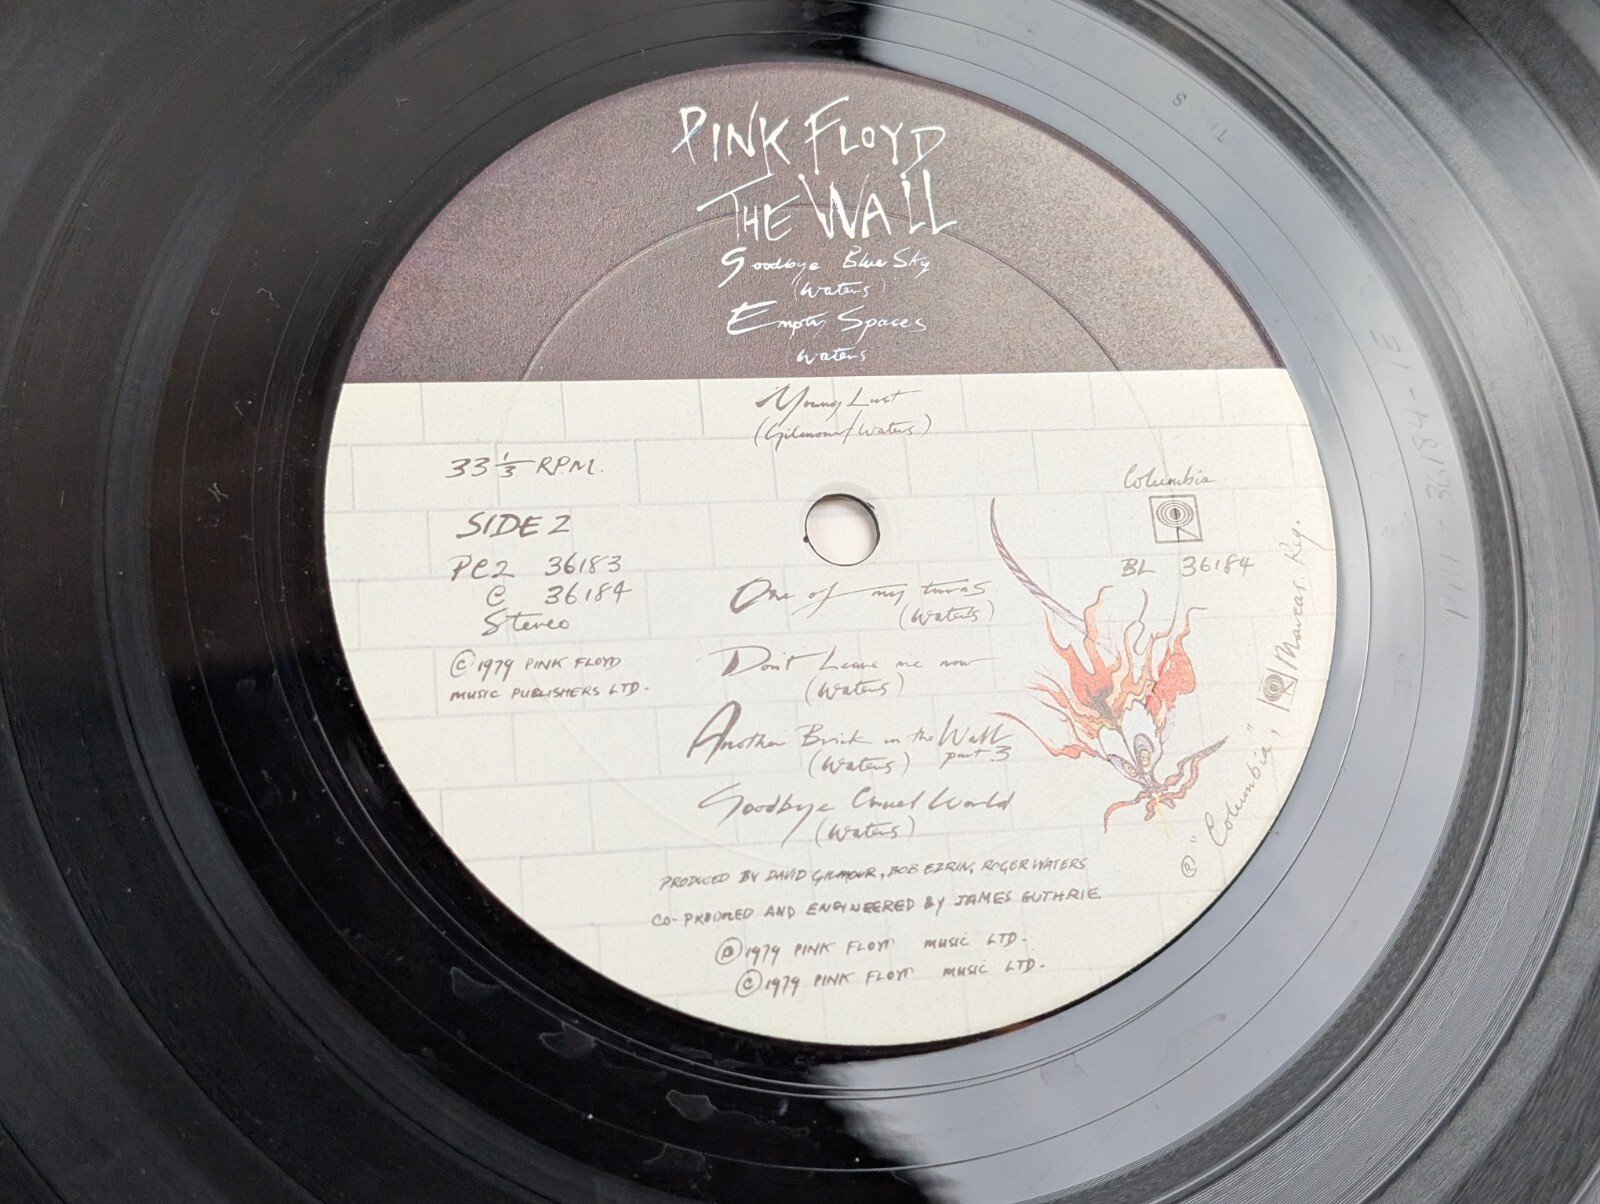 PINK FLOYD
THE WALL
Goodbye Blue Sky
(Waters)
Empty Spaces
Waters
Young Lust
(Gilmour/Waters)
33 1/3 RPM.
SIDE 2
PC2 36183
C 36184
Stereo
© 1979 PINK FLOYD
MUSIC PUBLISHERS LTD.
Columbia
BL 36184
One of my turns
(Waters)
Don't Leave me now
(Waters)
Another Brick in the Wall
(Waters) part 3
Goodbye Cruel World
(Waters)
PRODUCED BY DAVID GILMOUR, BOB EZRIN, ROGER WATERS
CO-PRODUCED AND ENGINEERED BY JAMES GUTHRIE
℗ 1979 PINK FLOYD MUSIC LTD.
© 1979 PINK FLOYD MUSIC LTD.
® "Columbia", Marcas Reg.